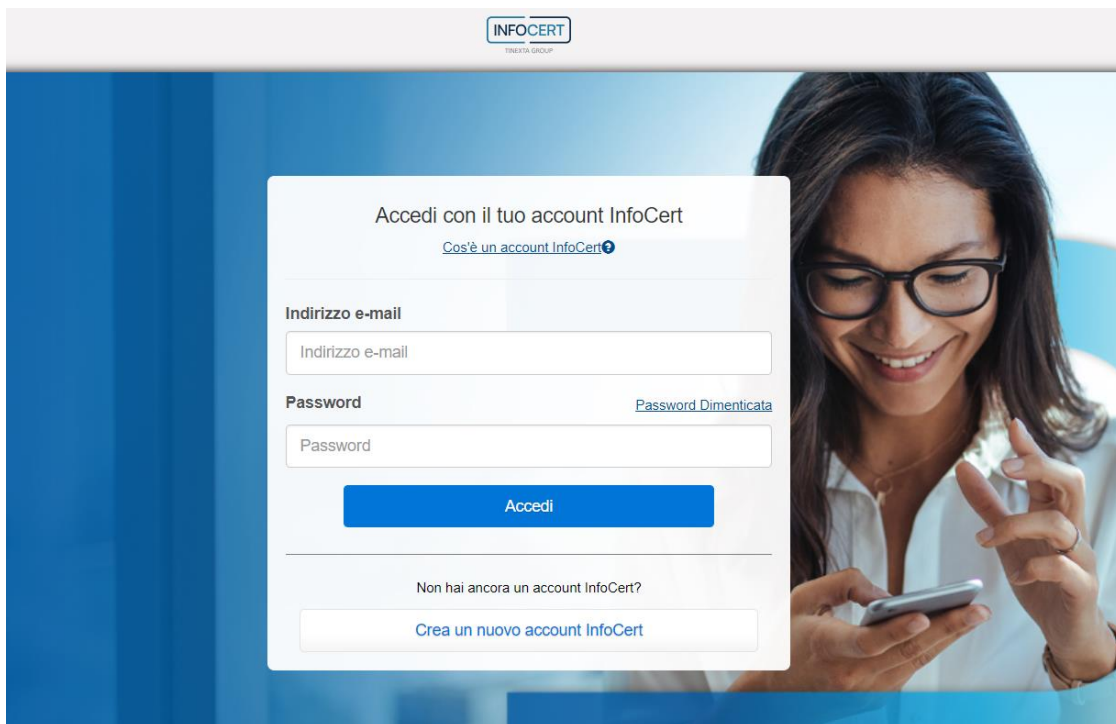 INFOCERT
TINEXTA GROUP
Accedi con il tuo account InfoCert
Cos'è un account InfoCert
Indirizzo e-mail
Indirizzo e-mail
Password
Password Dimenticata
Password
Accedi
Non hai ancora un account InfoCert?
Crea un nuovo account InfoCert